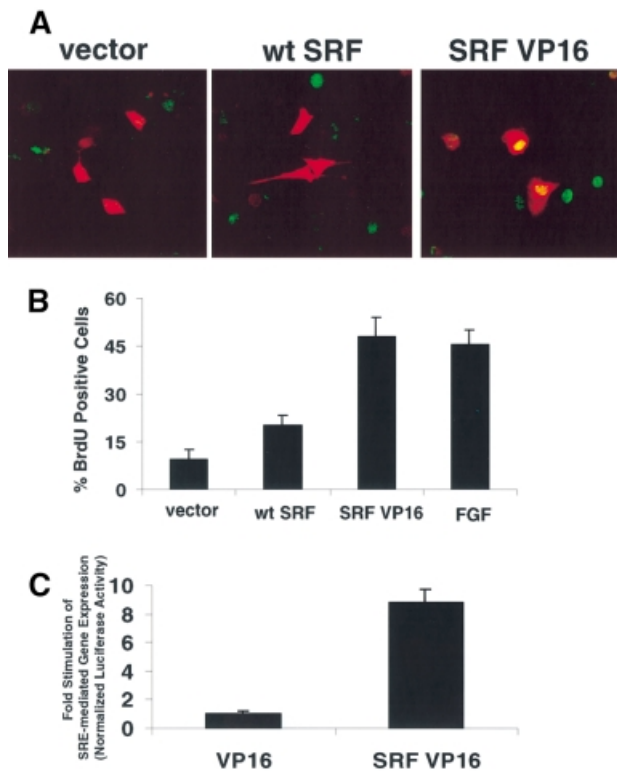 A
vector
wt SRF
SRF VP16
B
% BrdU Positive Cells
60
45
30
15
0
vector
wt SRF
SRF VP16
FGF
C
Fold Stimulation of
SRE-mediated Gene Expression
(Normalized Luciferase Activity)
10
8
6
4
2
0
VP16
SRF VP16